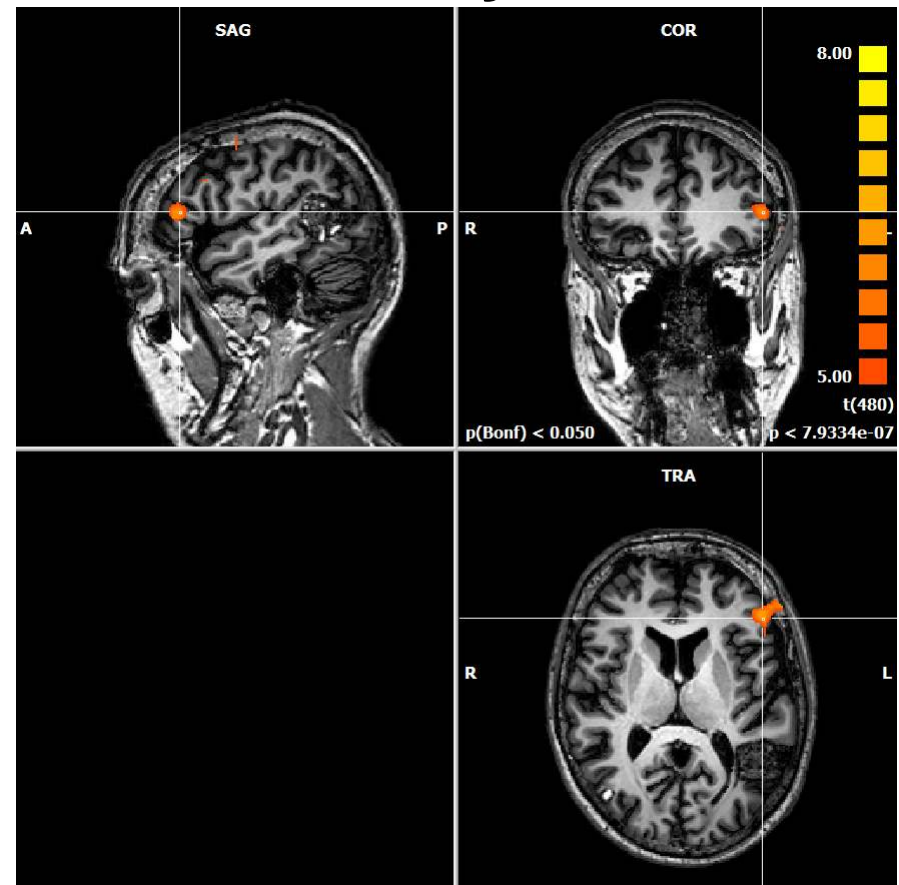 SAG
A
P
COR
R
8.00
5.00
t(480)
p(Bonf) < 0.050
p < 7.9334e-07
TRA
R
L